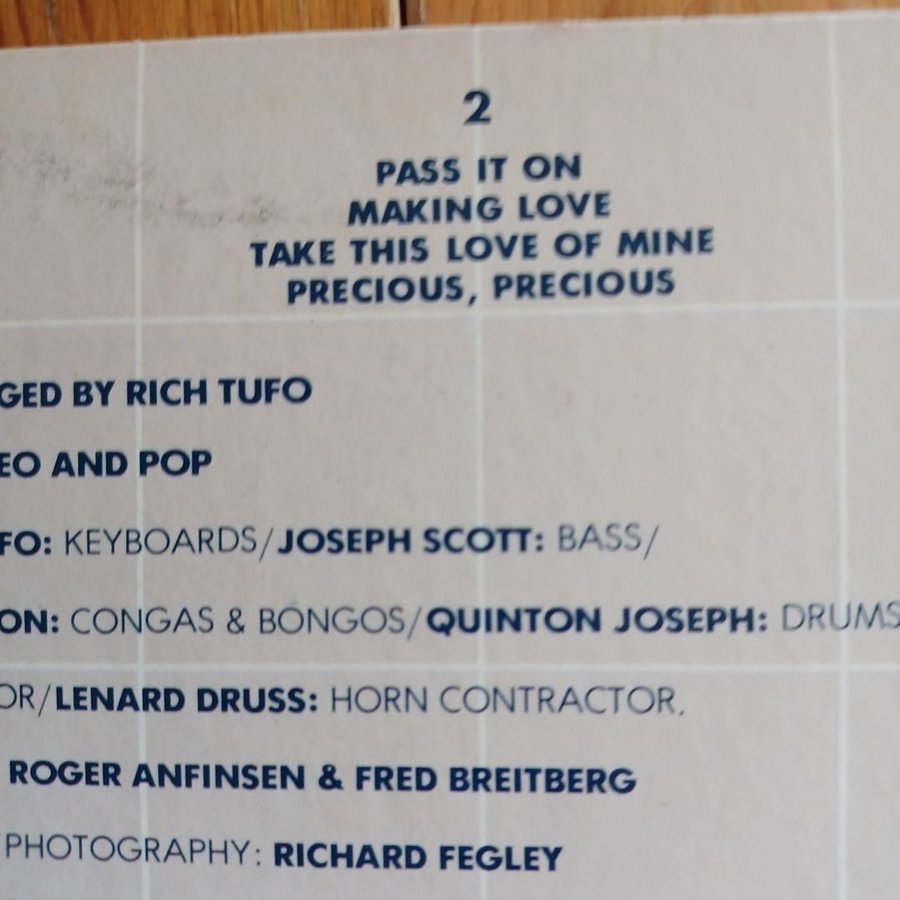 2
PASS IT ON
MAKING LOVE
TAKE THIS LOVE OF MINE
PRECIOUS, PRECIOUS
GED BY RICH TUFO
EO AND POP
FO: KEYBOARDS/JOSEPH SCOTT: BASS/
ON: CONGAS & BONGOS/QUINTON JOSEPH: DRUMS
OR/LENARD DRUSS: HORN CONTRACTOR.
ROGER ANFINSEN & FRED BREITBERG
PHOTOGRAPHY: RICHARD FEGLEY